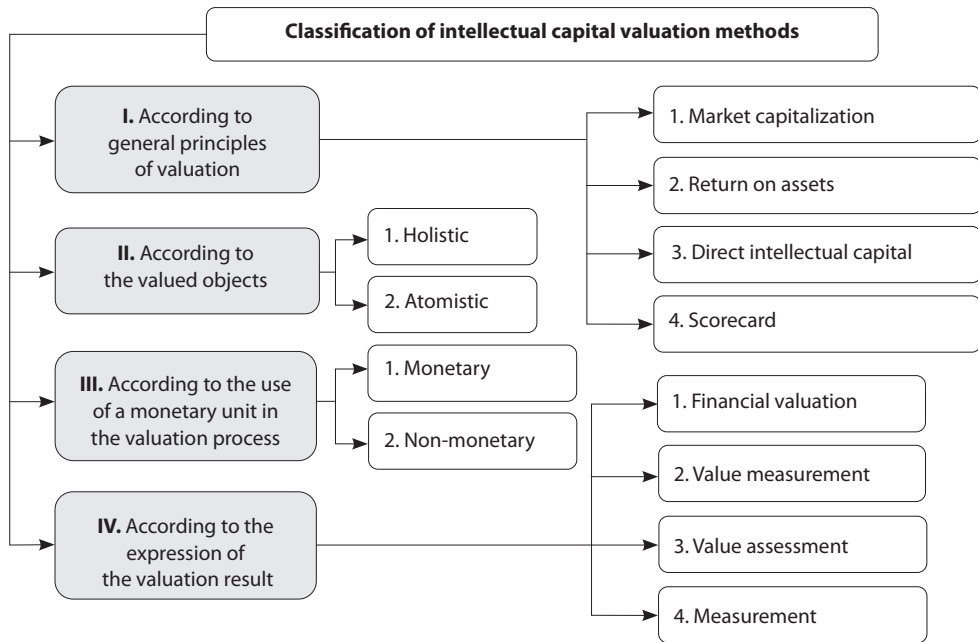 Classification of intellectual capital valuation methods
I. According to
general principles
of valuation
1. Market capitalization
2. Return on assets
3. Direct intellectual capital
4. Scorecard
II. According to
the valued objects
1. Holistic
2. Atomistic
III. According to the use
of a monetary unit in
the valuation process
1. Monetary
2. Non-monetary
IV. According to the
expression of
the valuation result
1. Financial valuation
2. Value measurement
3. Value assessment
4. Measurement